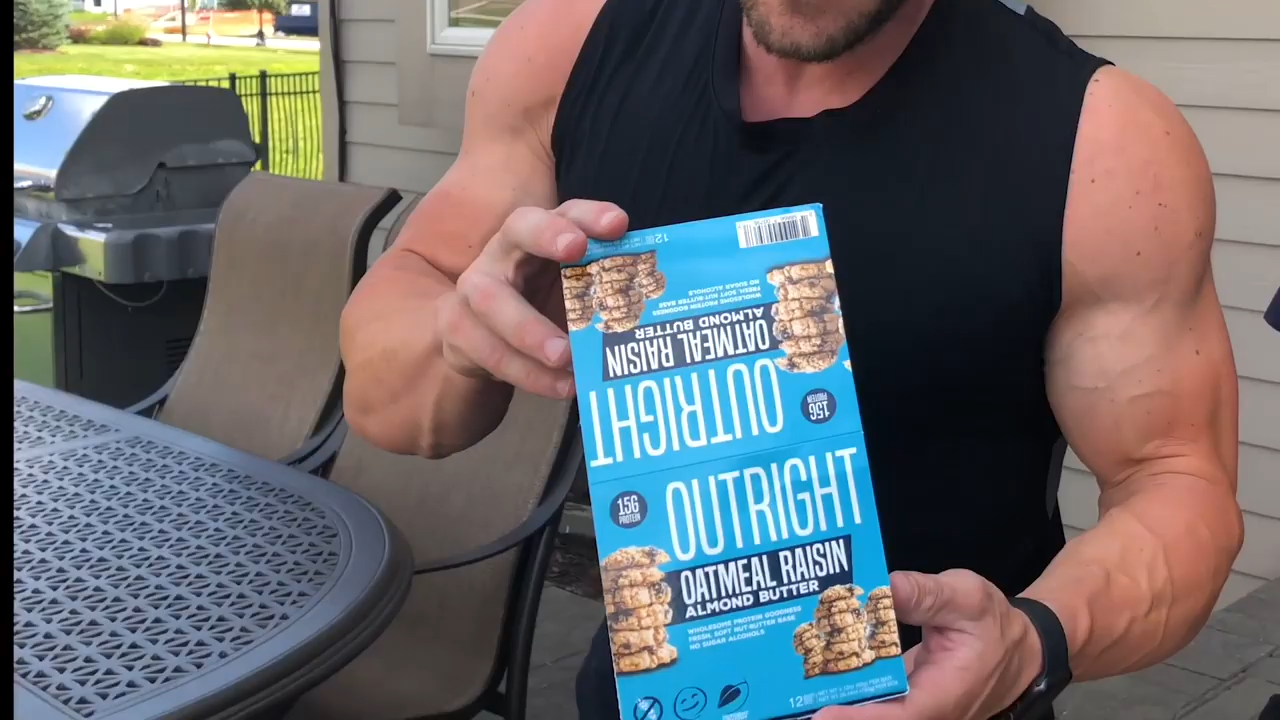 12
NO SUGAR ALCOHOLS
FRESH, SOFT NUT-BUTTER BASE
WHOLESOME PROTEIN GOODNESS
ALMOND BUTTER
OATMEAL RAISIN
OUTRIGHT
15G
PROTEIN
OUTRIGHT
15G
PROTEIN
OATMEAL RAISIN
ALMOND BUTTER
WHOLESOME PROTEIN GOODNESS
FRESH, SOFT NUT-BUTTER BASE
NO SUGAR ALCOHOLS
12